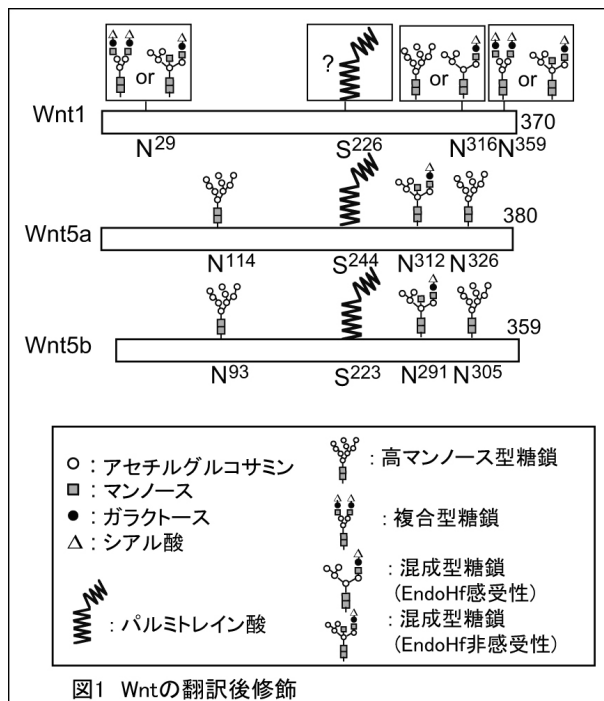 or
?
or
or
Wnt1
370
N29
S226
N316
N359
Wnt5a
380
N114
S244
N312
N326
Wnt5b
359
N93
S223
N291
N305
：アセチルグルコサミン
：マンノース
：ガラクトース
：シアル酸
：パルミトレイン酸
：高マンノース型糖鎖
：複合型糖鎖
：混成型糖鎖
(EndoHf感受性)
：混成型糖鎖
(EndoHf非感受性)
図1 Wntの翻訳後修飾